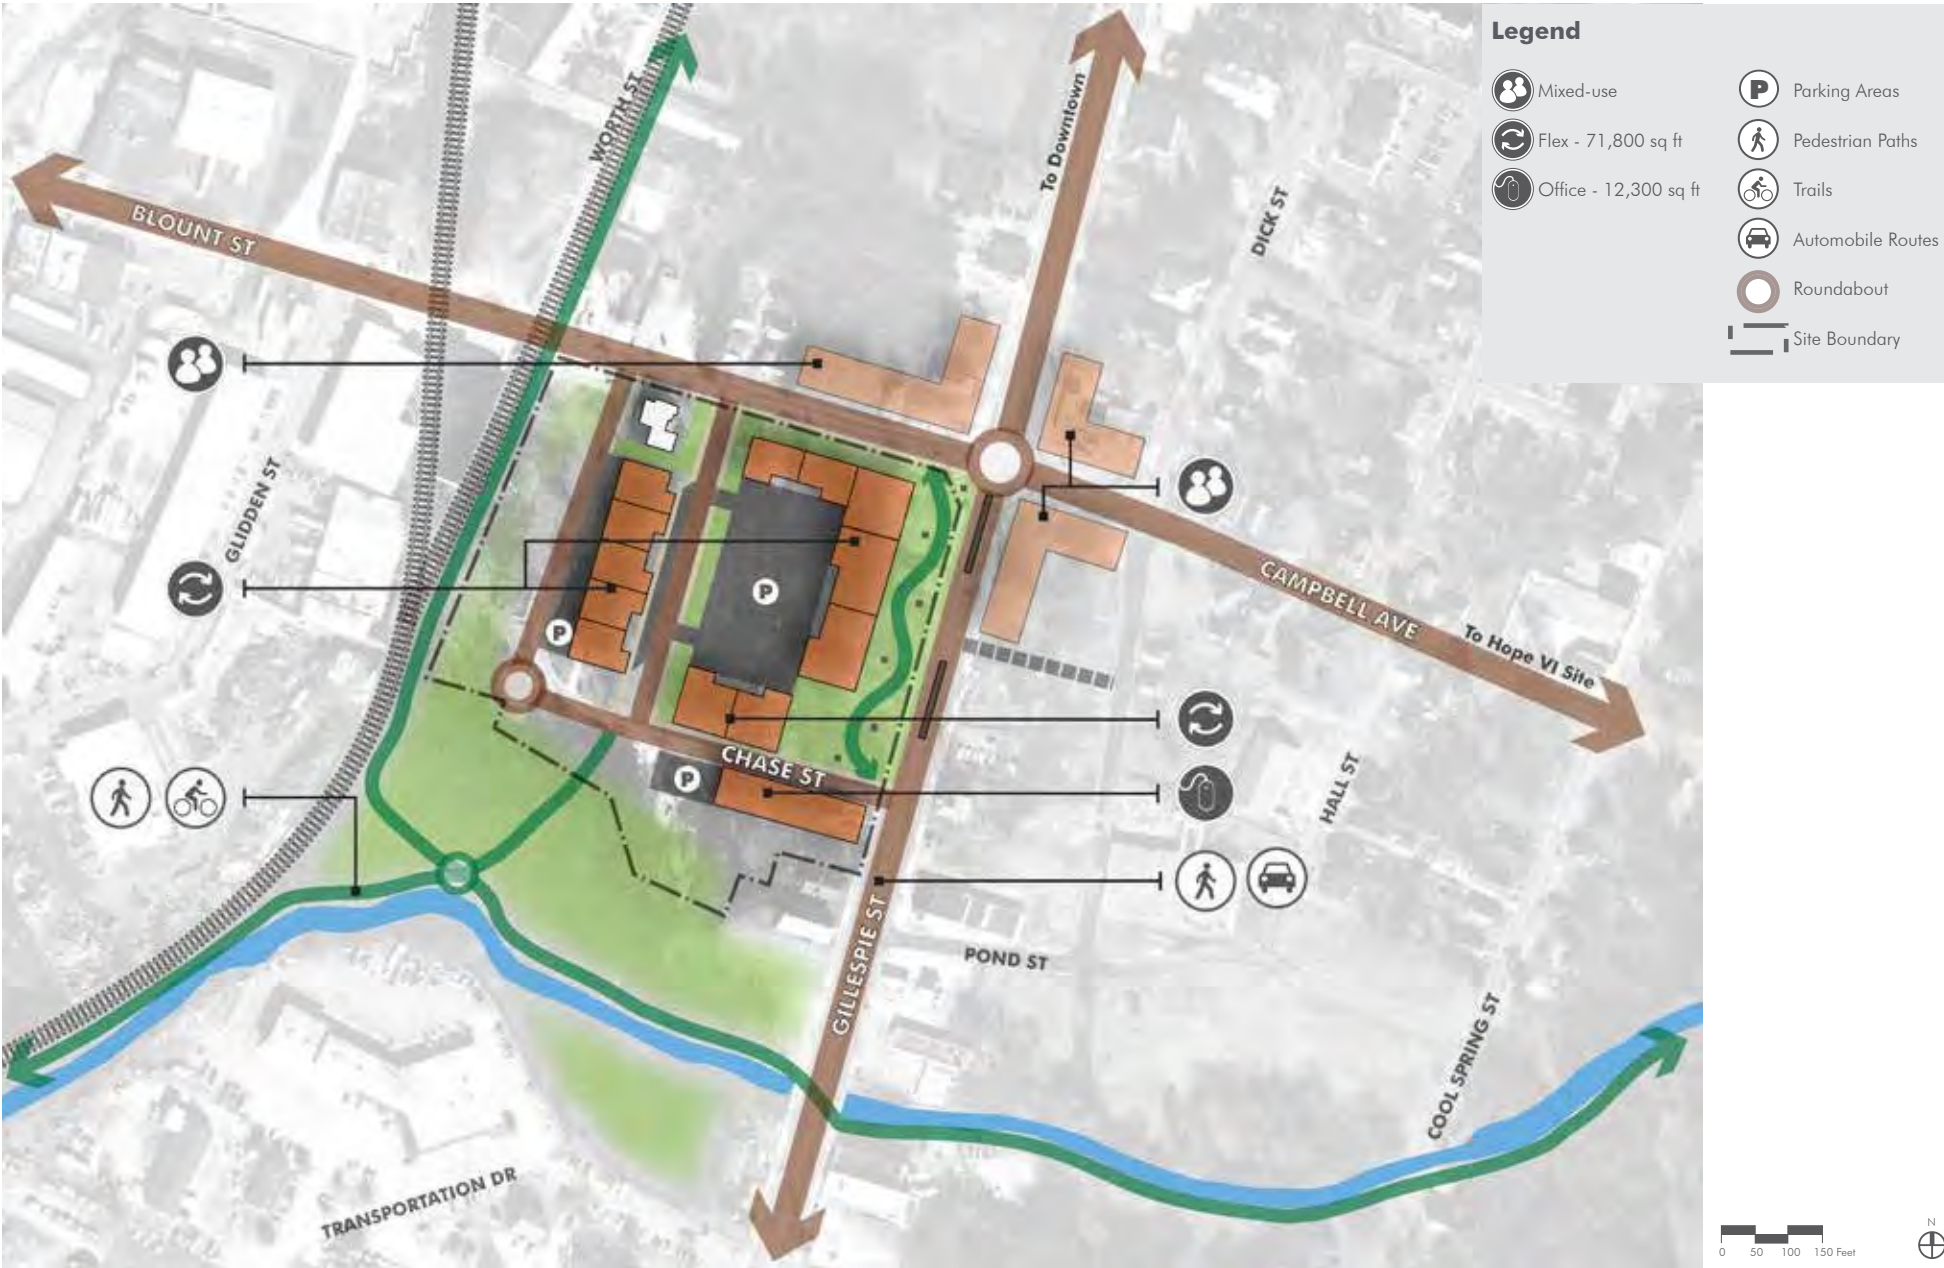 Legend
Mixed-use
Flex - 71,800 sq ft
Office - 12,300 sq ft
P
Parking Areas
Pedestrian Paths
Trails
Automobile Routes
Roundabout
Site Boundary
WORTH ST
To Downtown
DICK ST
BLOUNT ST
GLIDDEN ST
CAMPBELL AVE
To Hope VI Site
P
P
CHASE ST
P
HALL ST
GILLESPIE ST
POND ST
COOL SPRING ST
TRANSPORTATION DR
0 50 100 150 Feet
N